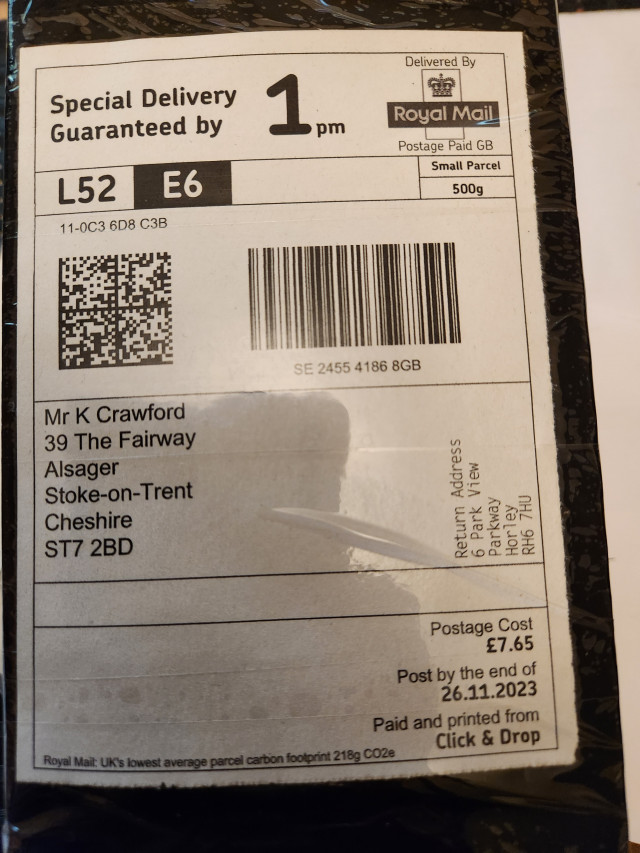 Special Delivery
Guaranteed by
1pm
Delivered By
Royal Mail
Postage Paid GB
L52 E6
Small Parcel
500g
11-0C3 6D8 C3B
SE 2455 4186 8GB
Mr K Crawford
39 The Fairway
Alsager
Stoke-on-Trent
Cheshire
ST7 2BD
Return Address
6 Park View
Parkway
Horley
RH6 7HU
Postage Cost
£7.65
Post by the end of
26.11.2023
Paid and printed from
Click & Drop
Royal Mail: UK's lowest average parcel carbon footprint 218g CO2e